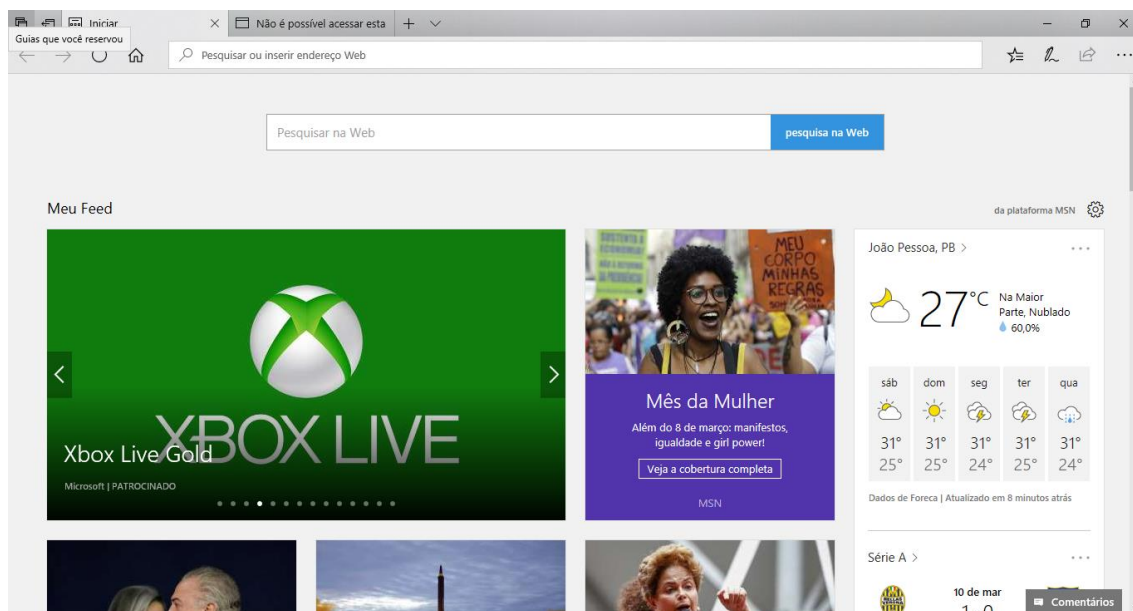 Iniciar
Não é possível acessar esta
Guias que você reservou
Pesquisar ou inserir endereço Web
Pesquisar na Web
pesquisa na Web
Meu Feed
da plataforma MSN
XBOX LIVE
Xbox Live Gold
Microsoft | PATROCINADO
MEU
CORPO
MINHAS
REGRAS
Mês da Mulher
Além do 8 de março: manifestos,
igualdade e girl power!
Veja a cobertura completa
MSN
João Pessoa, PB >
27°C
Na Maior
Parte, Nublado
60,0%
sáb dom seg ter qua
31° 31° 31° 31° 31°
25° 25° 24° 25° 24°
Dados de Foreca | Atualizado em 8 minutos atrás
Série A >
10 de mar
Comentários